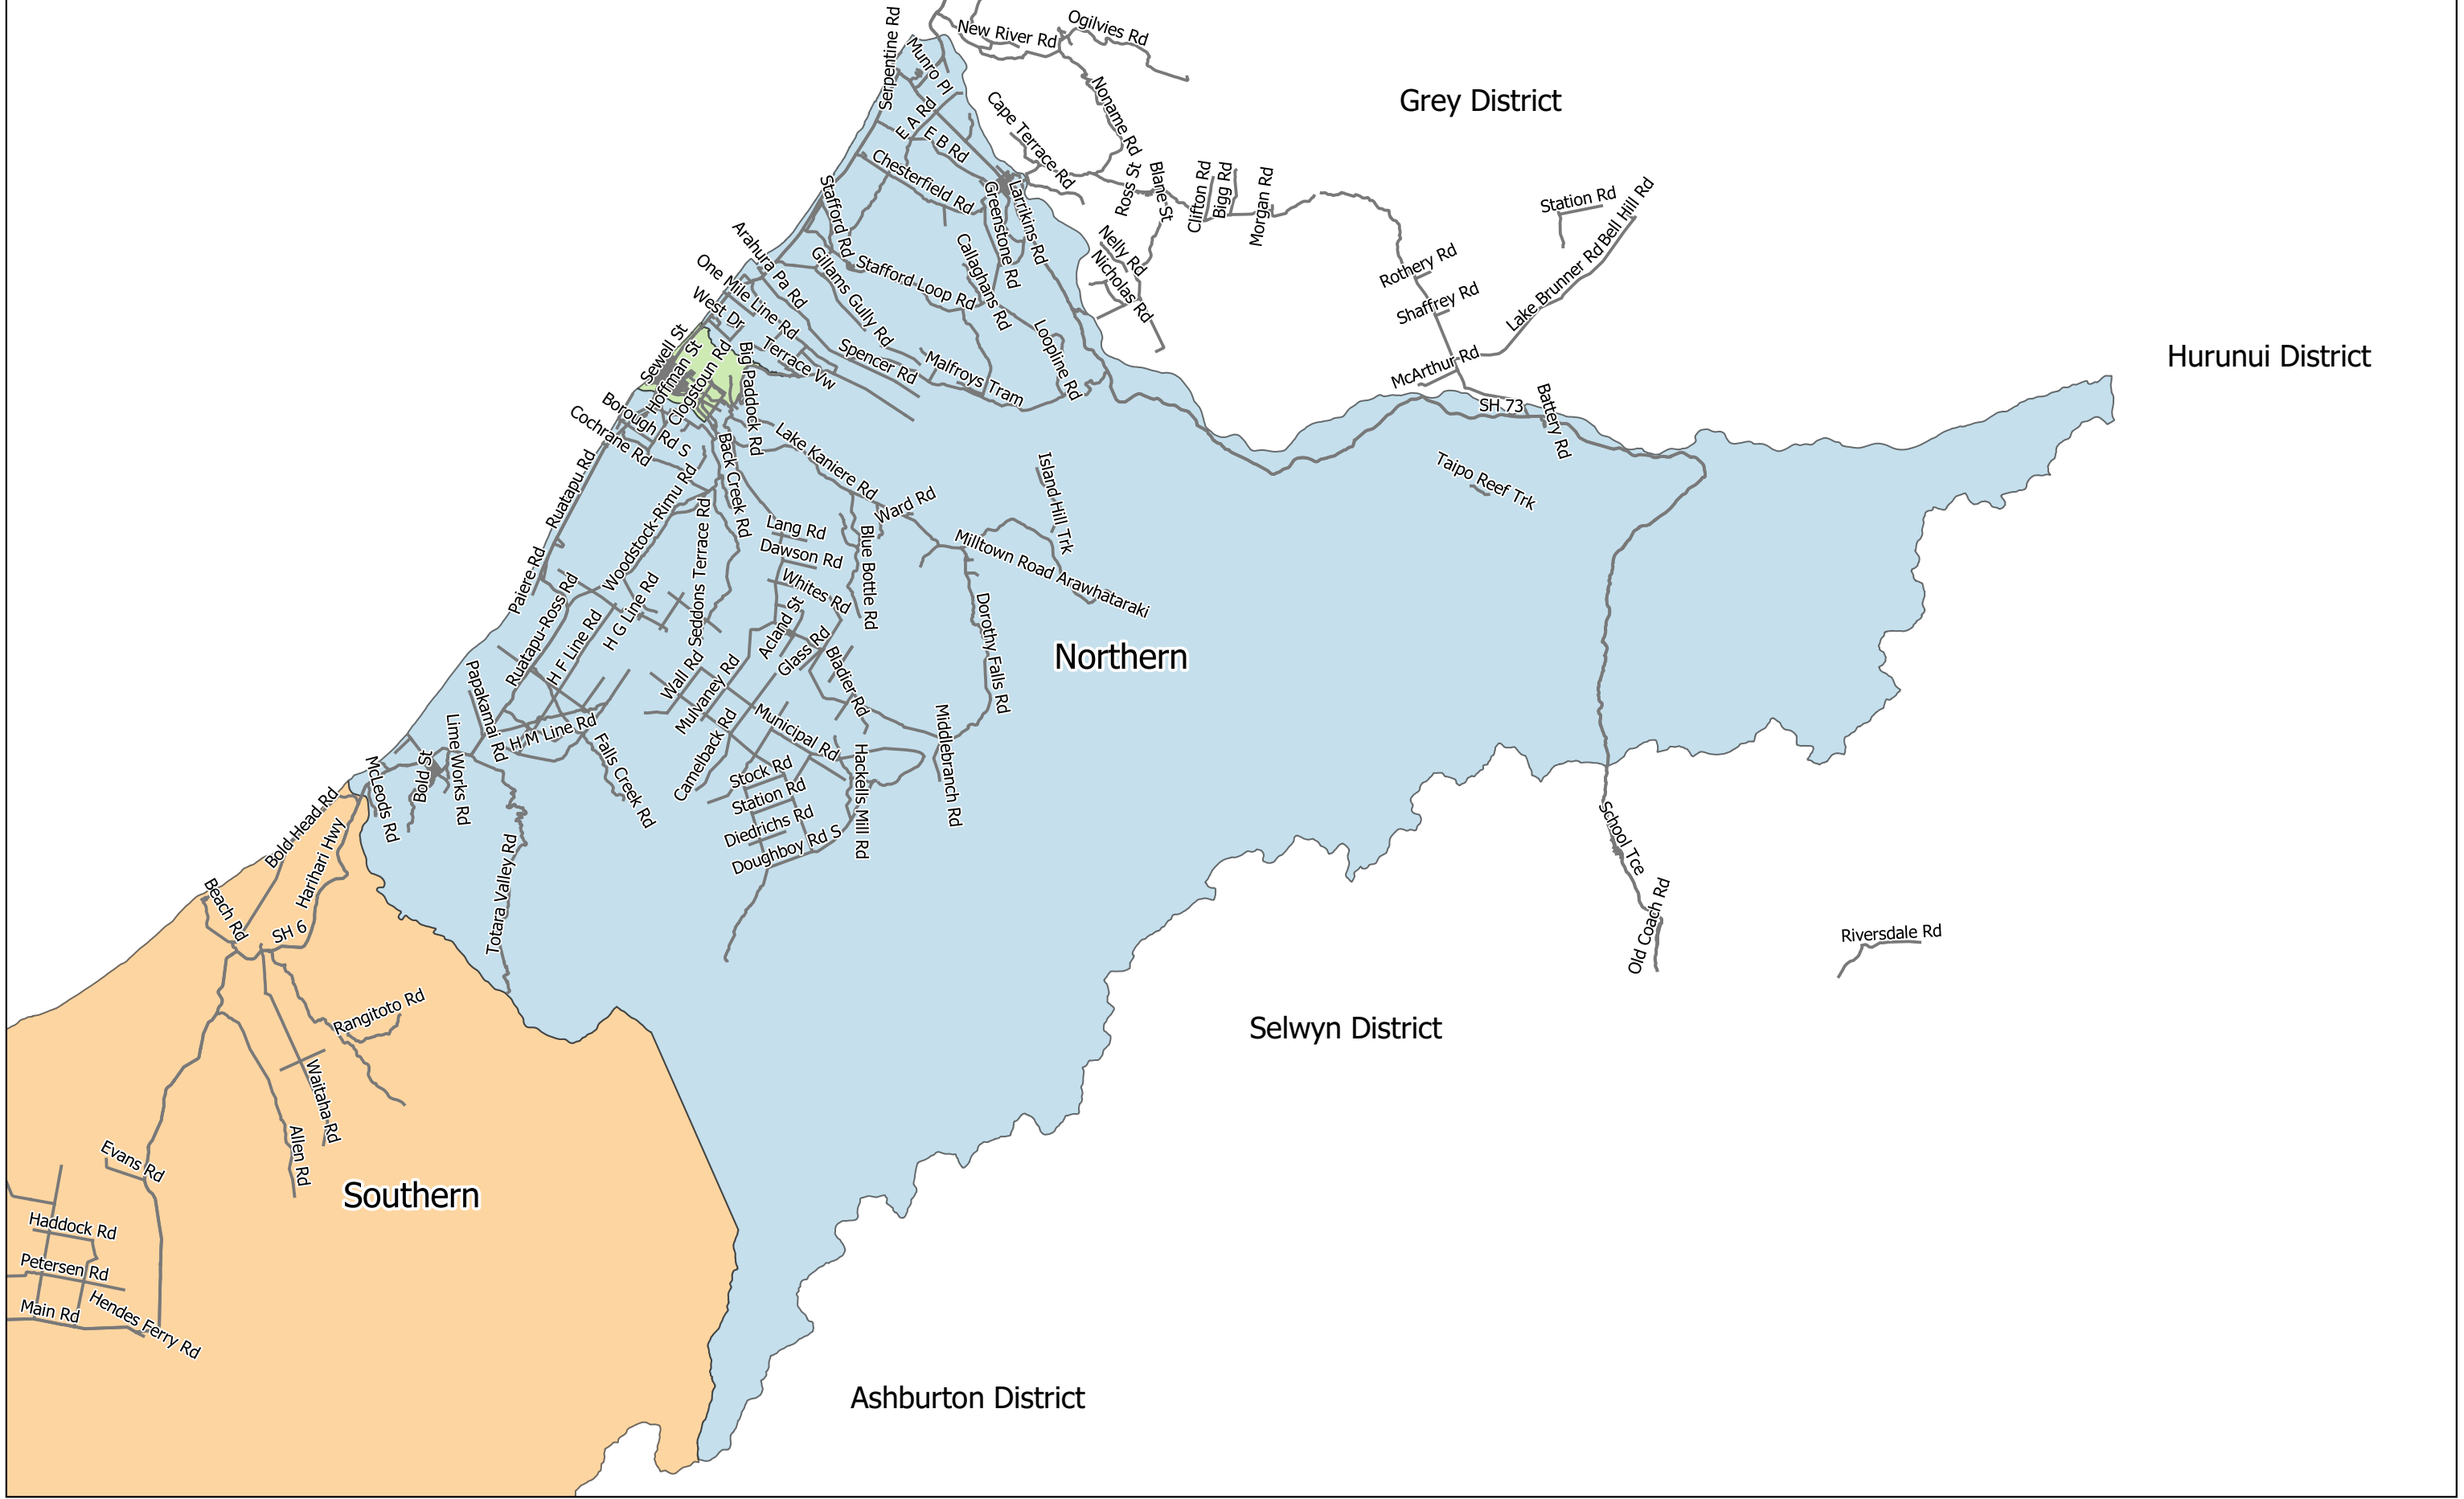 Serpentine Rd
Munro Pl
New River Rd
Ogilvies Rd
Noname Rd
Cape Terrace Rd
Grey District
E A Rd
E B Rd
Chesterfield Rd
Stafford Rd
Greenstone Rd
Larrikins Rd
Ross St
Blane St
Clifton Rd
Bigg Rd
Morgan Rd
Station Rd
Lake Brunner Rd
Bell Hill Rd
Nelly Rd
Nicholas Rd
Rothery Rd
Shaffrey Rd
McArthur Rd
Hurunui District
Arahura Pa Rd
One Mile Line Rd
West Dr
Gillams Gully Rd
Stafford Loop Rd
Callaghans Rd
Loopline Rd
Sewell St
Hoffman St
Clogstoun Rd
Big Paddock Rd
Terrace Vw
Spencer Rd
Malfroys Tram
Borough Rd S
Cochrane Rd
SH 73
Battery Rd
Taipo Reef Trk
Ruatapu Rd
Woodstock-Rimu Rd
Back Creek Rd
Lake Kaniere Rd
Ward Rd
Island Hill Trk
Lang Rd
Dawson Rd
Whites Rd
Blue Bottle Rd
Milltown Road Arawhataraki
Paiere Rd
Ruatapu-Ross Rd
H F Line Rd
H G Line Rd
Seddons Terrace Rd
Acland St
Glass Rd
Bladier Rd
Dorothy Falls Rd
Northern
Wall Rd
Mulvaney Rd
Camelback Rd
Municipal Rd
Papakamai Rd
H M Line Rd
Falls Creek Rd
Lime Works Rd
Bold St
McLeods Rd
Stock Rd
Station Rd
Diedrichs Rd
Doughboy Rd S
Hackells Mill Rd
Middlebranch Rd
Totara Valley Rd
School Tce
Old Coach Rd
Riversdale Rd
Bold Head Rd
Harihari Hwy
Beach Rd
SH 6
Rangitoto Rd
Waitaha Rd
Allen Rd
Evans Rd
Southern
Selwyn District
Haddock Rd
Petersen Rd
Main Rd
Hendes Ferry Rd
Ashburton District